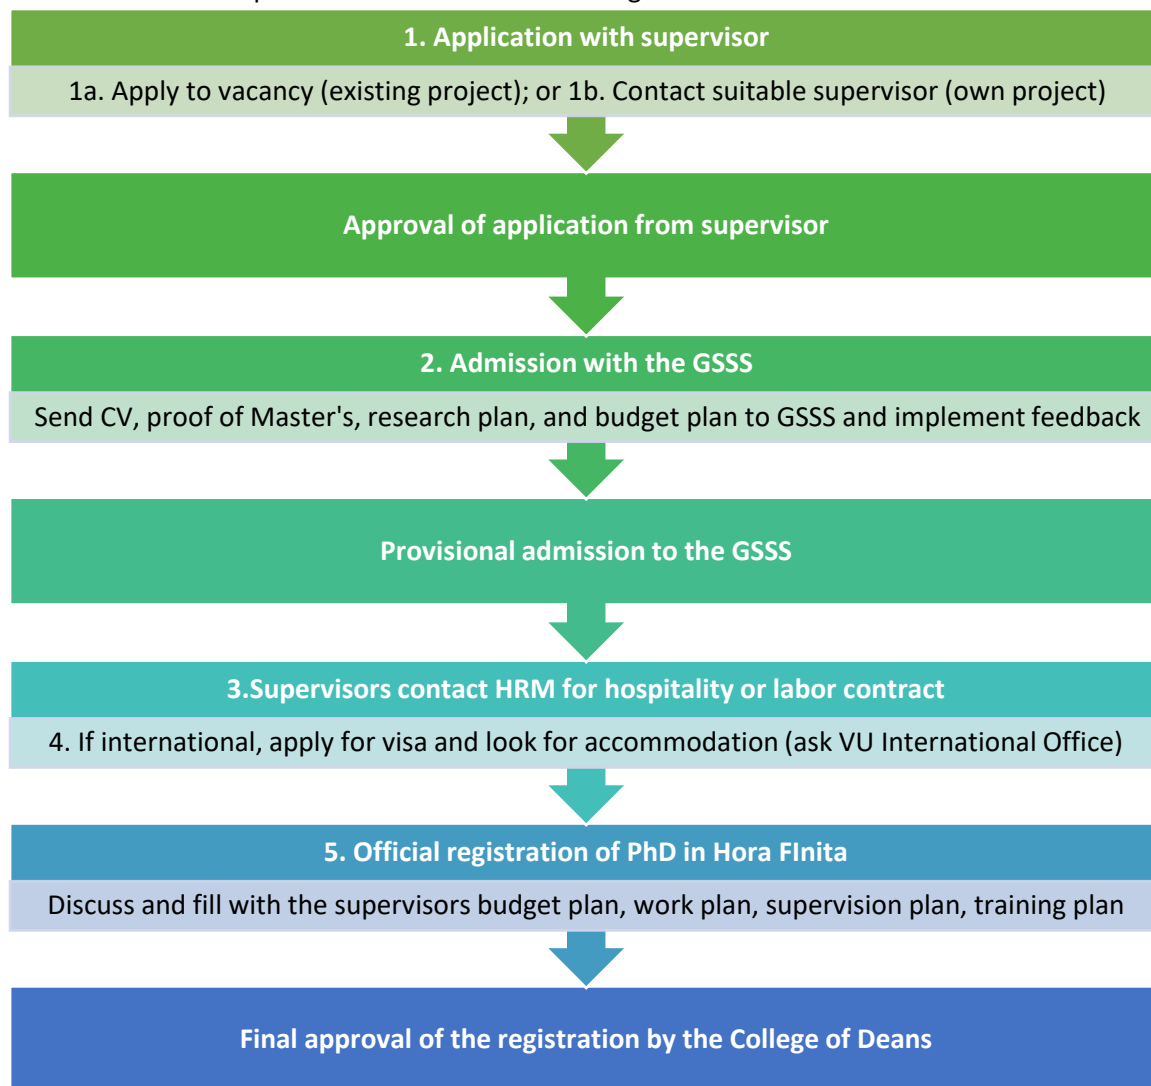 1. Application with supervisor
1a. Apply to vacancy (existing project); or 1b. Contact suitable supervisor (own project)
Approval of application from supervisor
2. Admission with the GSSS
Send CV, proof of Master's, research plan, and budget plan to GSSS and implement feedback
Provisional admission to the GSSS
3.Supervisors contact HRM for hospitality or labor contract
4. If international, apply for visa and look for accommodation (ask VU International Office)
5. Official registration of PhD in Hora FInita
Discuss and fill with the supervisors budget plan, work plan, supervision plan, training plan
Final approval of the registration by the College of Deans